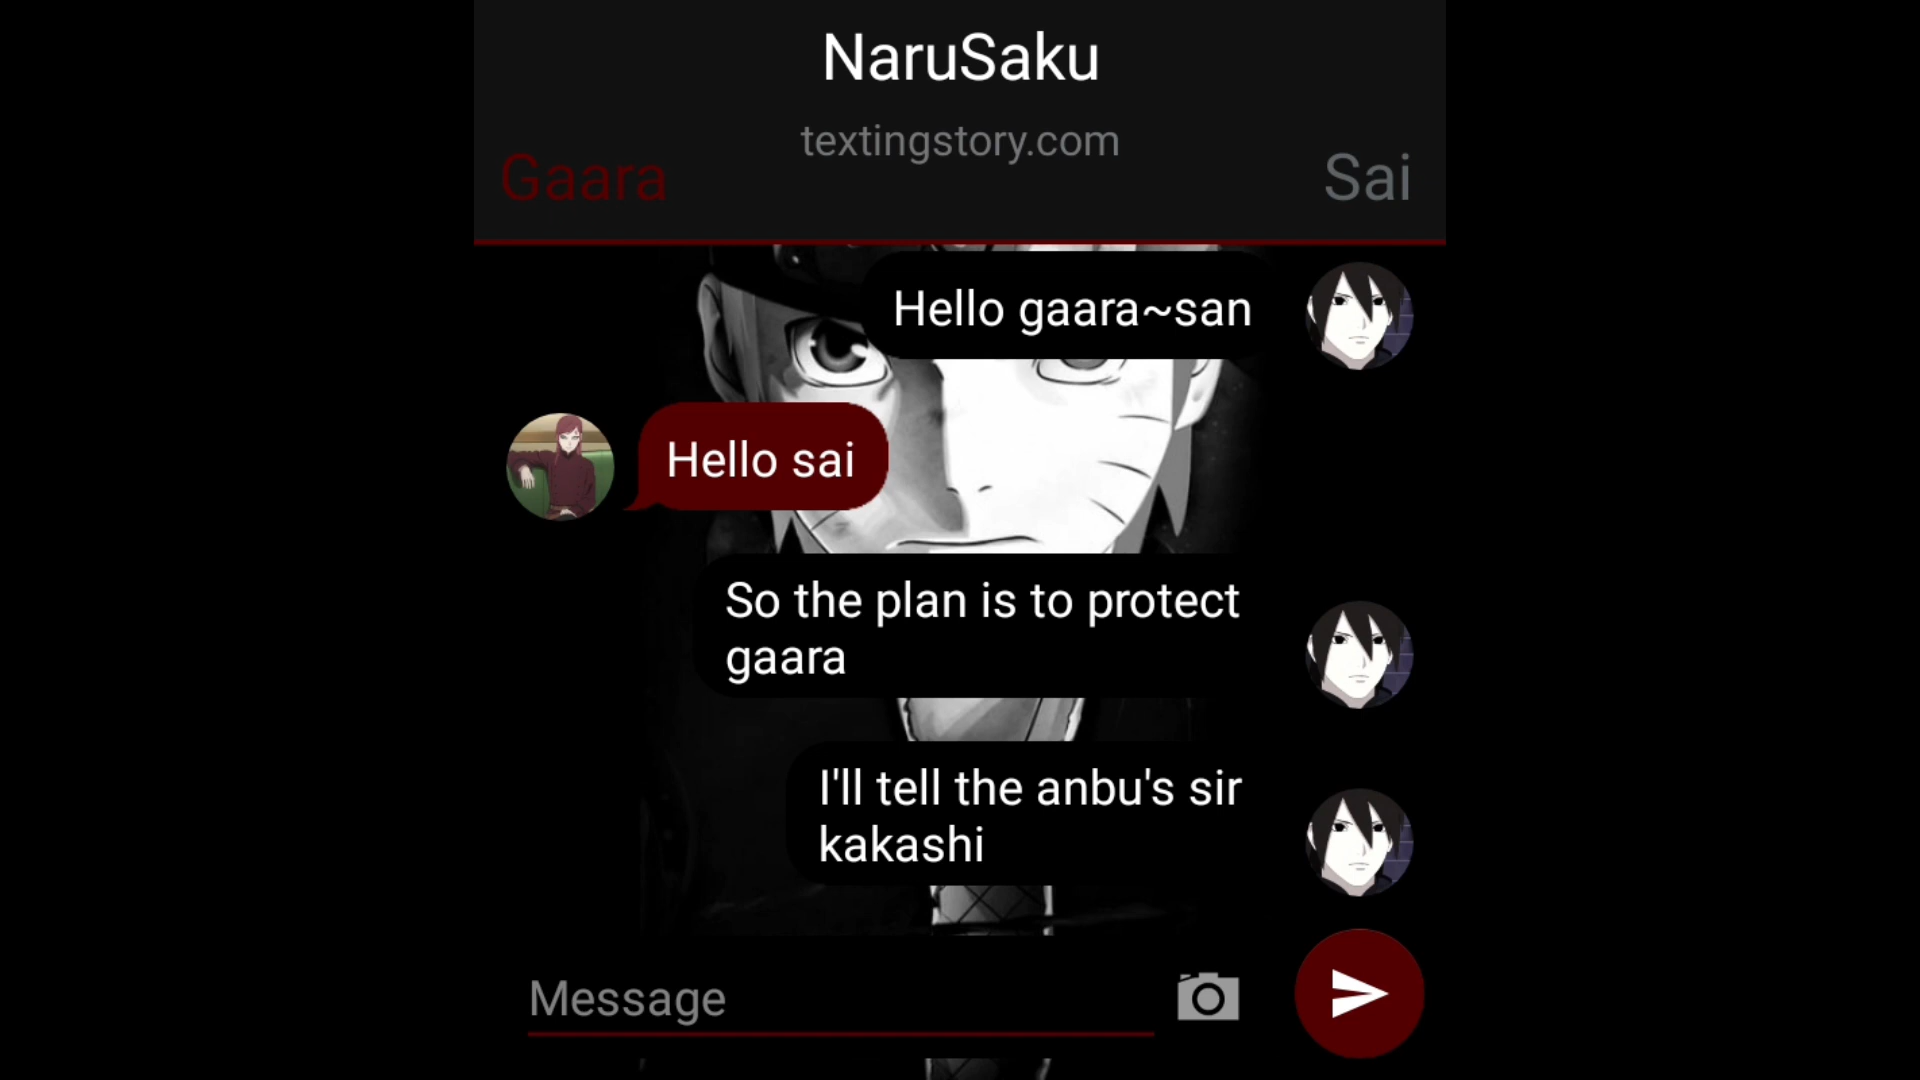 NaruSaku
textingstory.com
Gaara
Sai
Hello gaara~san
Hello sai
So the plan is to protect
gaara
I'll tell the anbu's sir
kakashi
Message